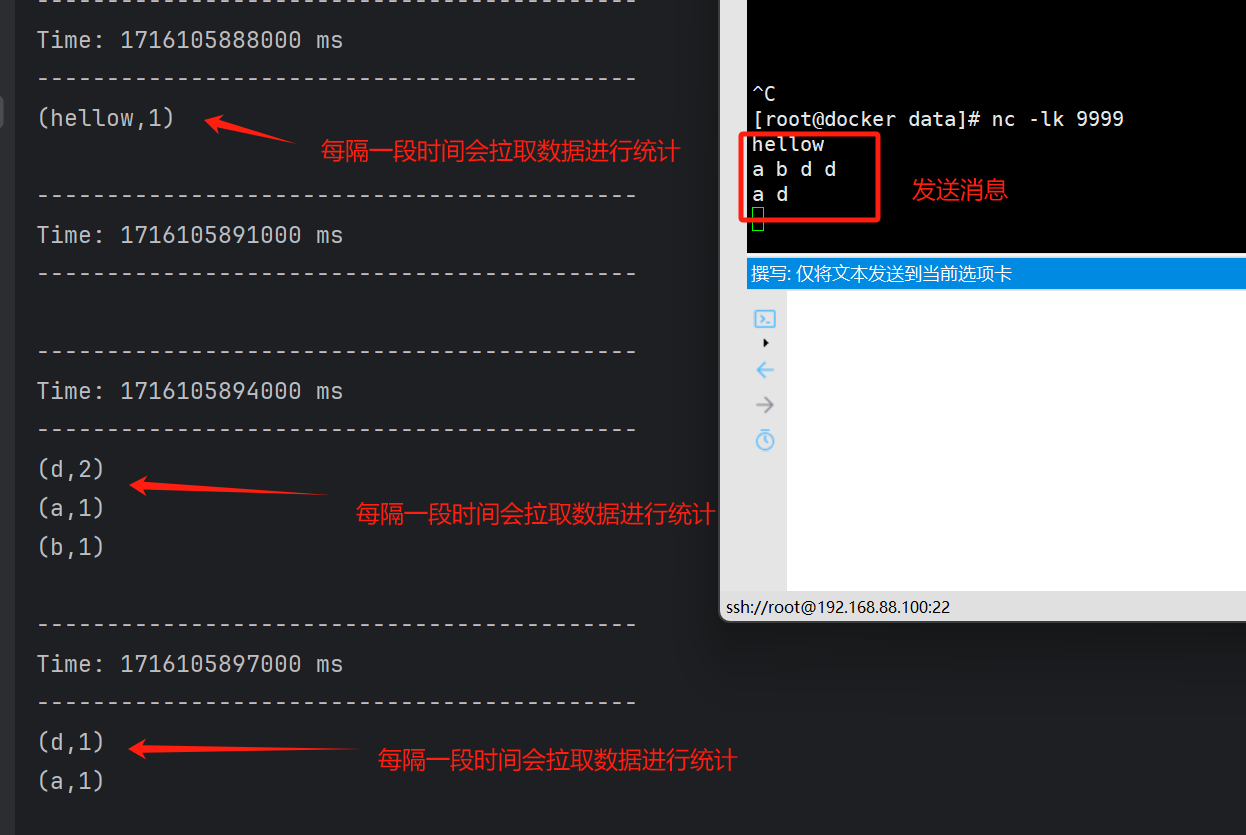 -------------------------------------------
Time: 1716105888000 ms
-------------------------------------------
(hellow,1)
每隔一段时间会拉取数据进行统计
-------------------------------------------
Time: 1716105891000 ms
-------------------------------------------
-------------------------------------------
Time: 1716105894000 ms
-------------------------------------------
(d,2)
(a,1)
(b,1)
每隔一段时间会拉取数据进行统计
-------------------------------------------
Time: 1716105897000 ms
-------------------------------------------
(d,1)
(a,1)
每隔一段时间会拉取数据进行统计
^C
[root@docker data]# nc -lk 9999
hellow
a b d d
a d
发送消息
撰写: 仅将文本发送到当前选项卡
ssh://root@192.168.88.100:22